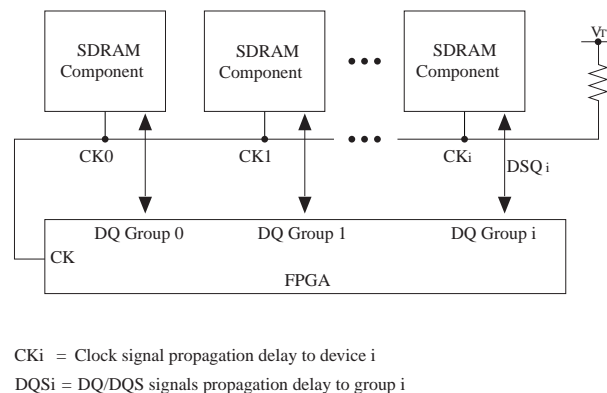 VT
SDRAM Component
SDRAM Component
SDRAM Component
CK0
CK1
CKi
DSQ i
DQ Group 0
DQ Group 1
DQ Group i
CK
FPGA
CKi = Clock signal propagation delay to device i
DQSi = DQ/DQS signals propagation delay to group i